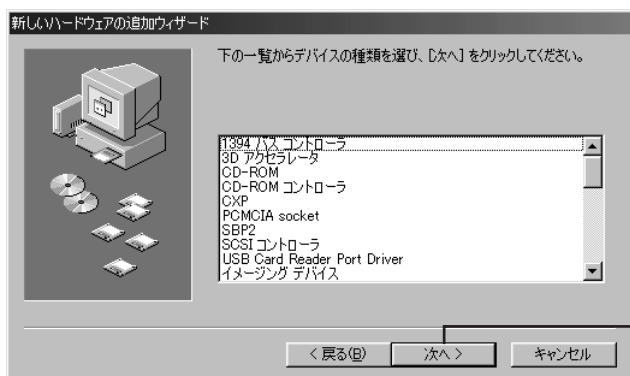 新しいハードウェアの追加ウィザード
下の一覧からデバイスの種類を選び、[次へ] をクリックしてください。
1394 バス コントローラ
3D アクセラレータ
CD-ROM
CD-ROM コントローラ
CXP
PCMCIA socket
SBP2
SCSI コントローラ
USB Card Reader Port Driver
イメージング デバイス
< 戻る(B)
次へ >
キャンセル